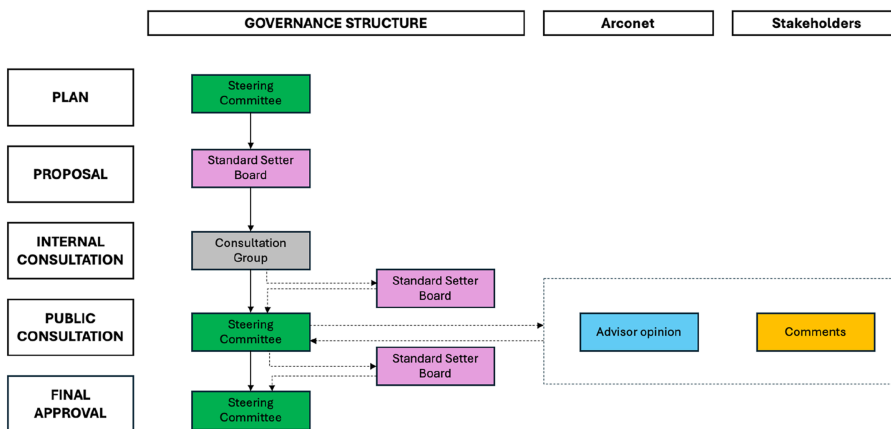 GOVERNANCE STRUCTURE
Arconet
Stakeholders
PLAN
Steering
Committee
PROPOSAL
Standard Setter
Board
INTERNAL
CONSULTATION
Consultation
Group
Standard Setter
Board
PUBLIC
CONSULTATION
Steering
Committee
Advisor opinion
Comments
Standard Setter
Board
FINAL
APPROVAL
Steering
Committee